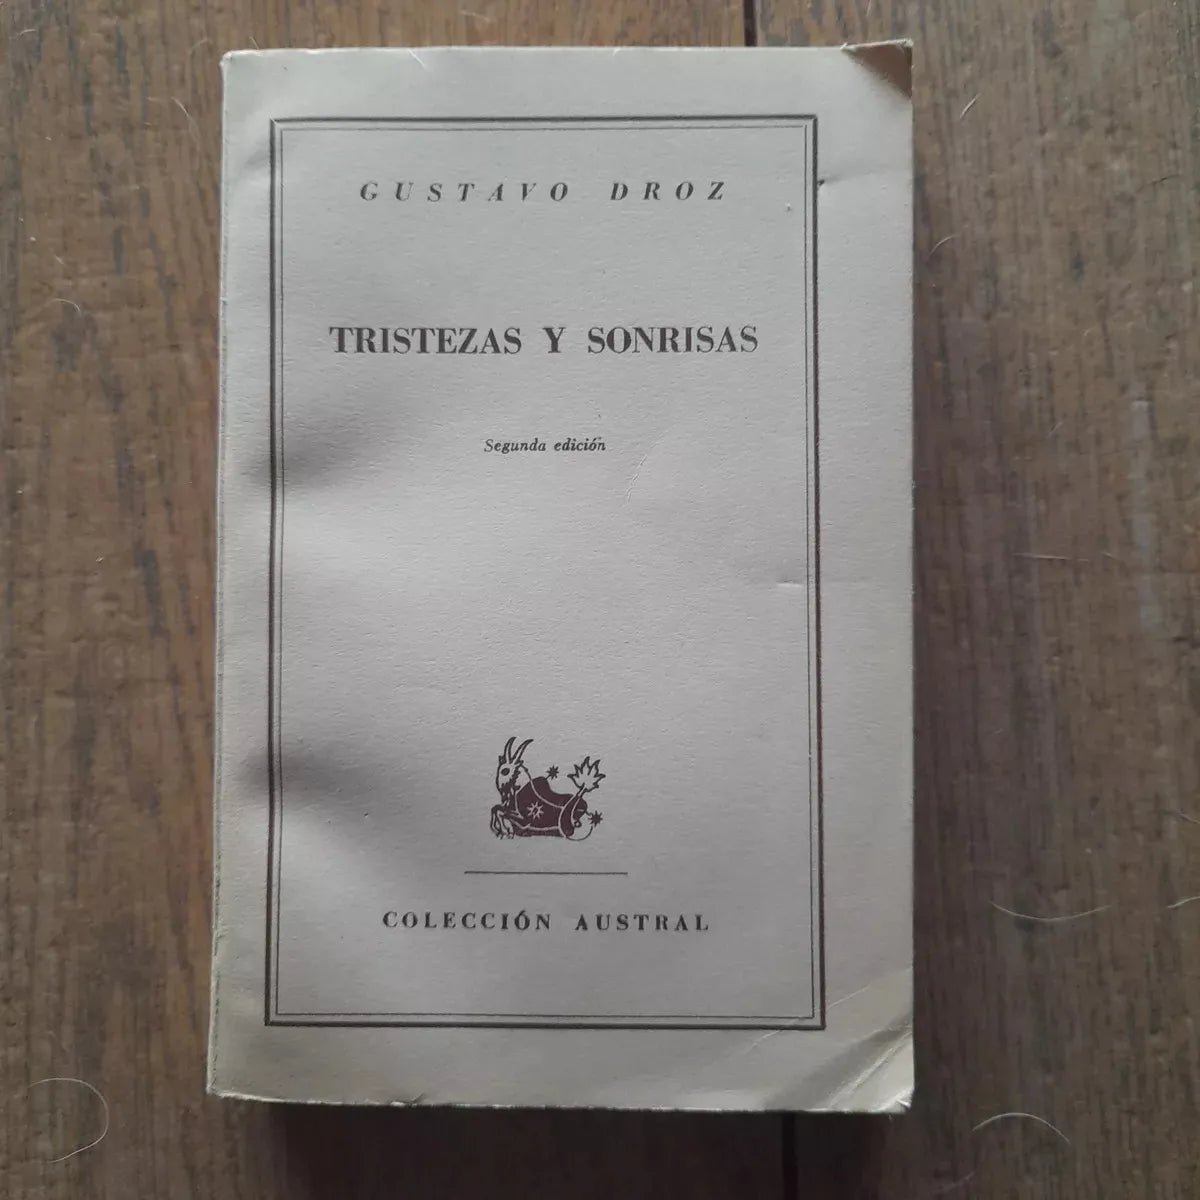 GUSTAVO DROZ
TRISTEZAS Y SONRISAS
Segunda edición
COLECCIÓN AUSTRAL